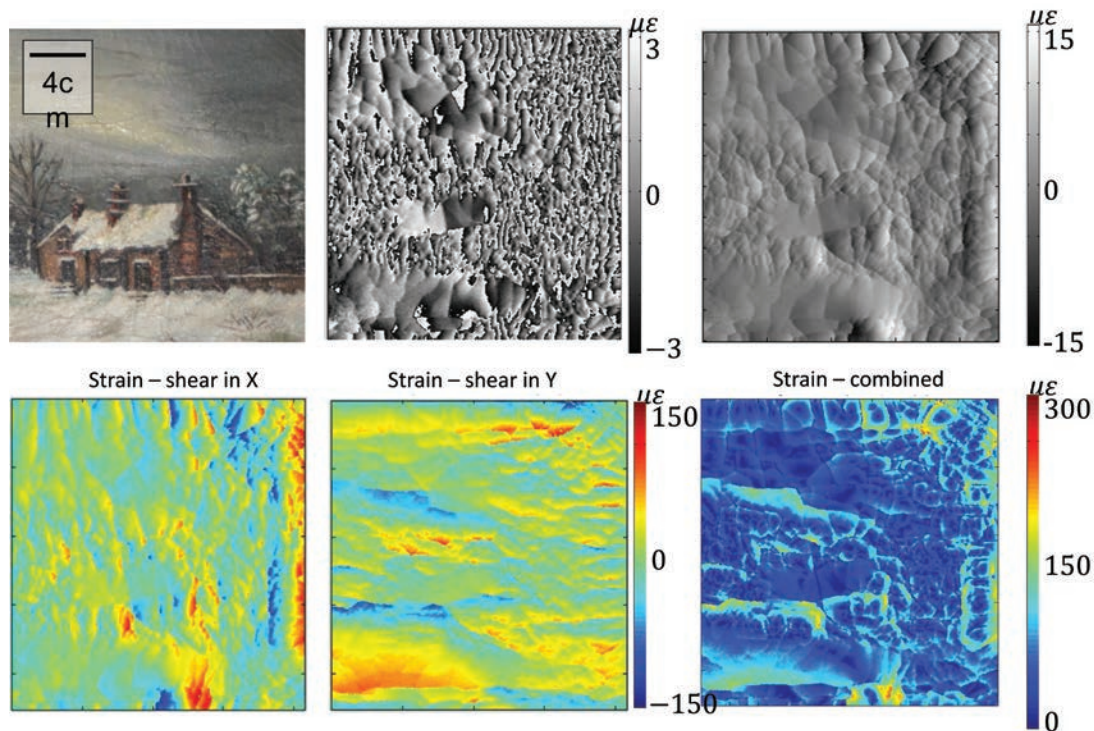 4c
m
με
3
0
−3
με
15
0
-15
Strain – shear in X
Strain – shear in Y
150
0
−150
Strain – combined
με
300
150
0